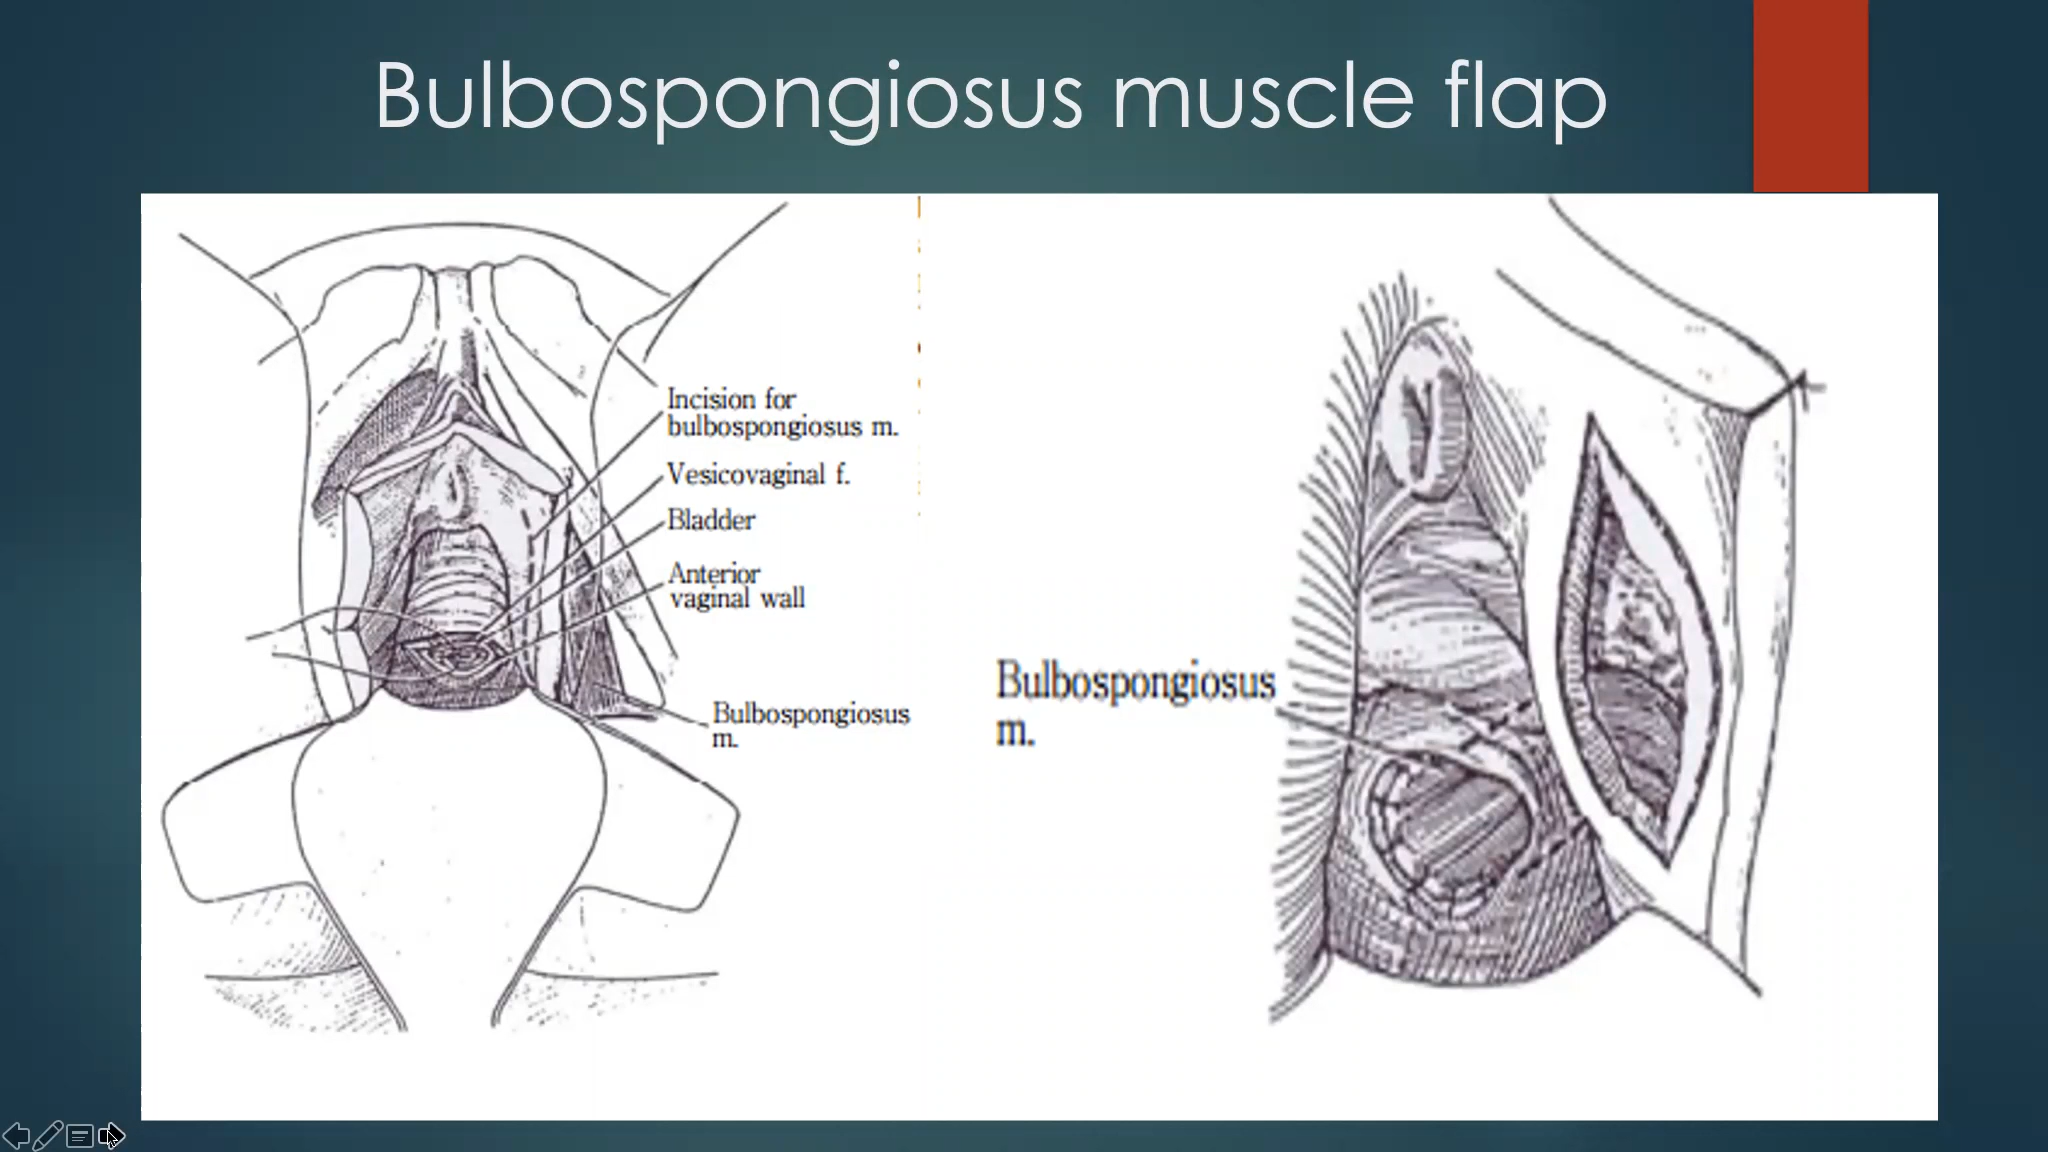 Bulbospongiosus muscle flap
Incision for
bulbospongiosus m.
Vesicovaginal f.
Bladder
Anterior
vaginal wall
Bulbospongiosus
m.
Bulbospongiosus
m.